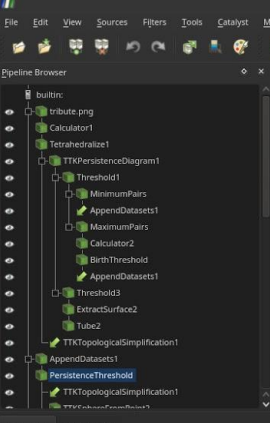 File Edit View Sources Filters Tools Catalyst
Pipeline Browser
builtin:
tribute.png
Calculator1
Tetrahedralize1
TTKPersistenceDiagram1
Threshold1
MinimumPairs
AppendDatasets1
MaximumPairs
Calculator2
BirthThreshold
AppendDatasets1
Threshold3
ExtractSurface2
Tube2
TTKTopologicalSimplification1
AppendDatasets1
PersistenceThreshold
TTKTopologicalSimplification1